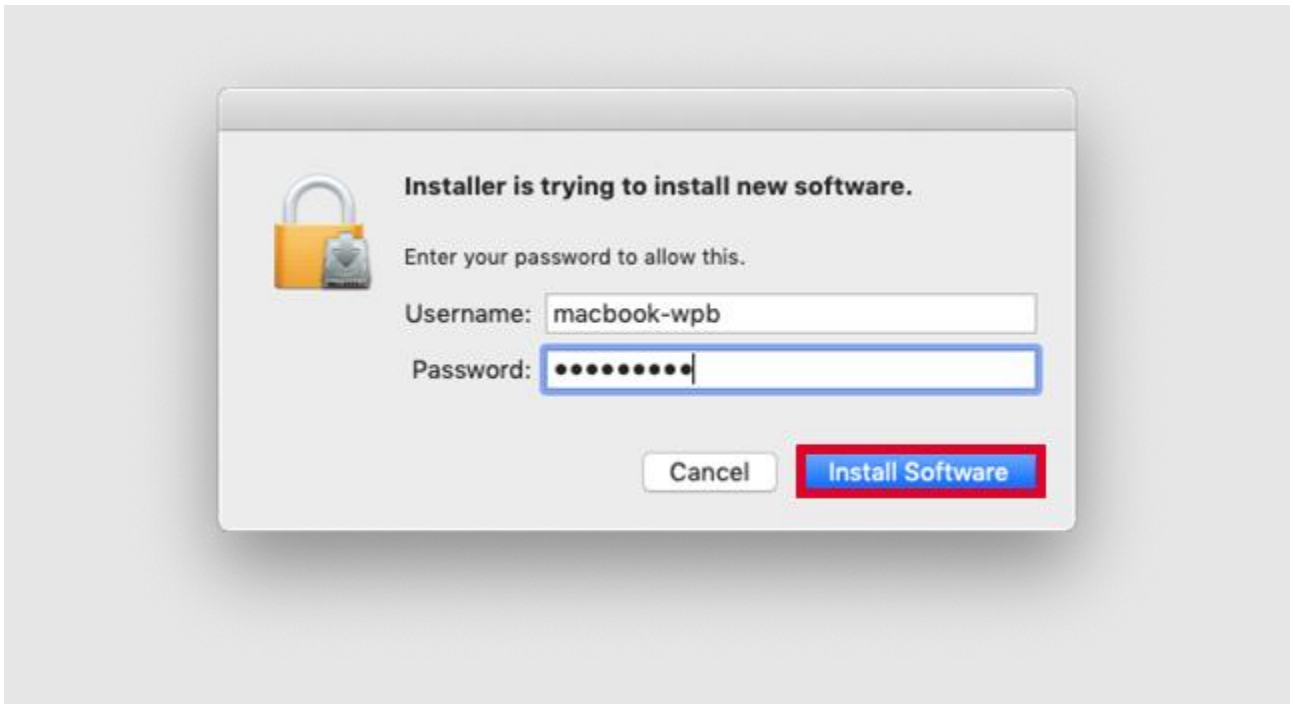 Installer is trying to install new software.
Enter your password to allow this.
Username: macbook-wpb
Password: •••••••••
Cancel Install Software